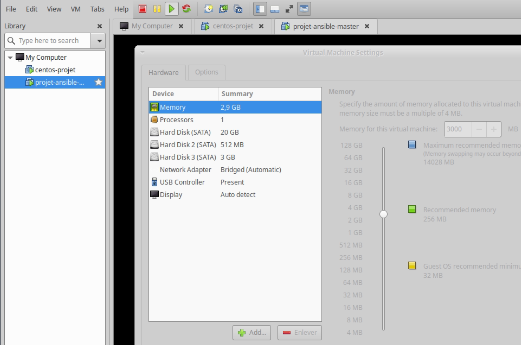 File Edit View VM Tabs Help
Library
My Computer
centos-projet
projet-ansible-master
Type here to search
My Computer
centos-projet
projet-ansible-...
Virtual Machine Settings
Hardware
Options
Device Summary
Memory 2,9 GB
Processors 1
Hard Disk (SATA) 20 GB
Hard Disk 2 (SATA) 512 MB
Hard Disk 3 (SATA) 3 GB
Network Adapter Bridged (Automatic)
USB Controller Present
Display Auto detect
Add...
Enlever
Memory
Specify the amount of memory allocated to this virtual
memory size must be a multiple of 4 MB.
Memory for this virtual machine: 3000 MB
128 GB
64 GB
32 GB
16 GB
8 GB
4 GB
2 GB
1 GB
512 MB
256 MB
128 MB
64 MB
32 MB
16 MB
8 MB
4 MB
Maximum recommended
(Memory swapping may occur beyond
Recommended memory
256 MB
Guest OS recommended
32 MB